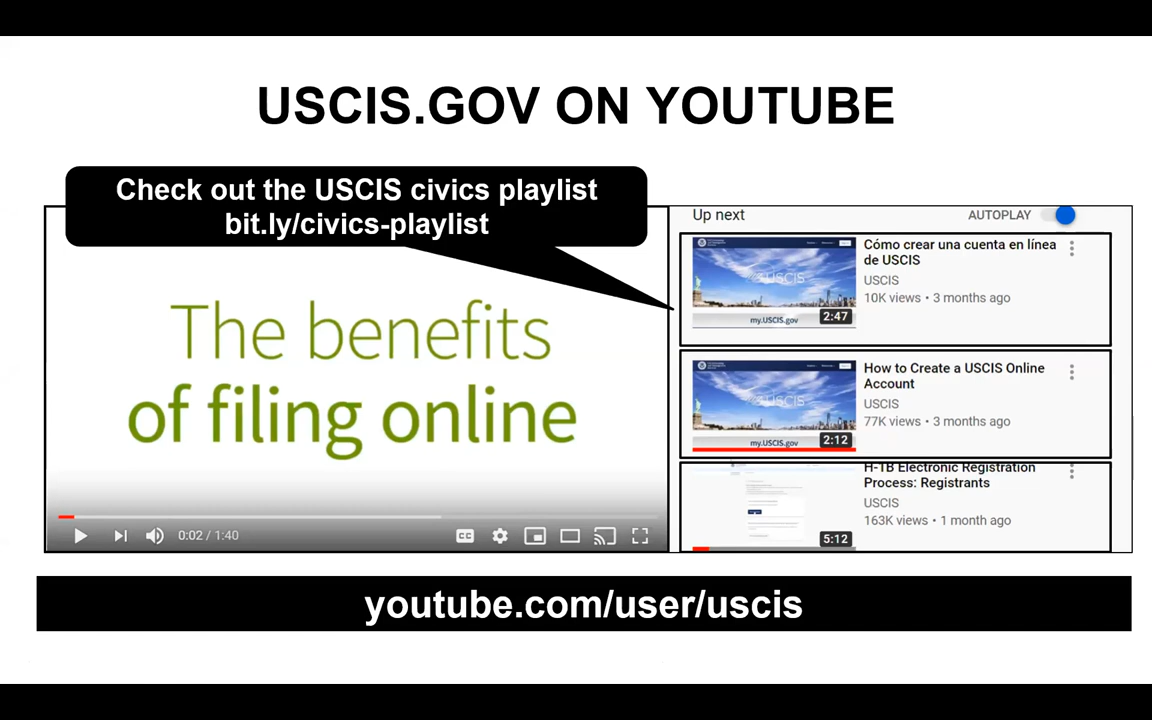 USCIS.GOV ON YOUTUBE
Check out the USCIS civics playlist
bit.ly/civics-playlist
The benefits
of filing online
0:02 / 1:40
CC
Up next
AUTOPLAY
USCIS
my.USCIS.gov
2:47
Cómo crear una cuenta en línea
de USCIS
USCIS
10K views • 3 months ago
USCIS
my.USCIS.gov
2:12
How to Create a USCIS Online
Account
USCIS
77K views • 3 months ago
5:12
H-1B Electronic Registration
Process: Registrants
USCIS
163K views • 1 month ago
youtube.com/user/uscis